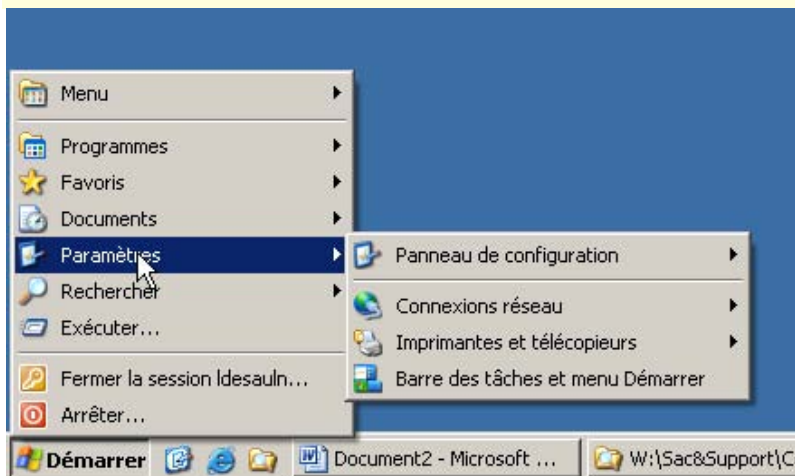 Menu
Programmes
Favoris
Documents
Paramètres
Rechercher
Exécuter...
Fermer la session ldesauln...
Arrêter...
Panneau de configuration
Connexions réseau
Imprimantes et télécopieurs
Barre des tâches et menu Démarrer
Démarrer
Document2 - Microsoft ...
W:\Sac&Support\C